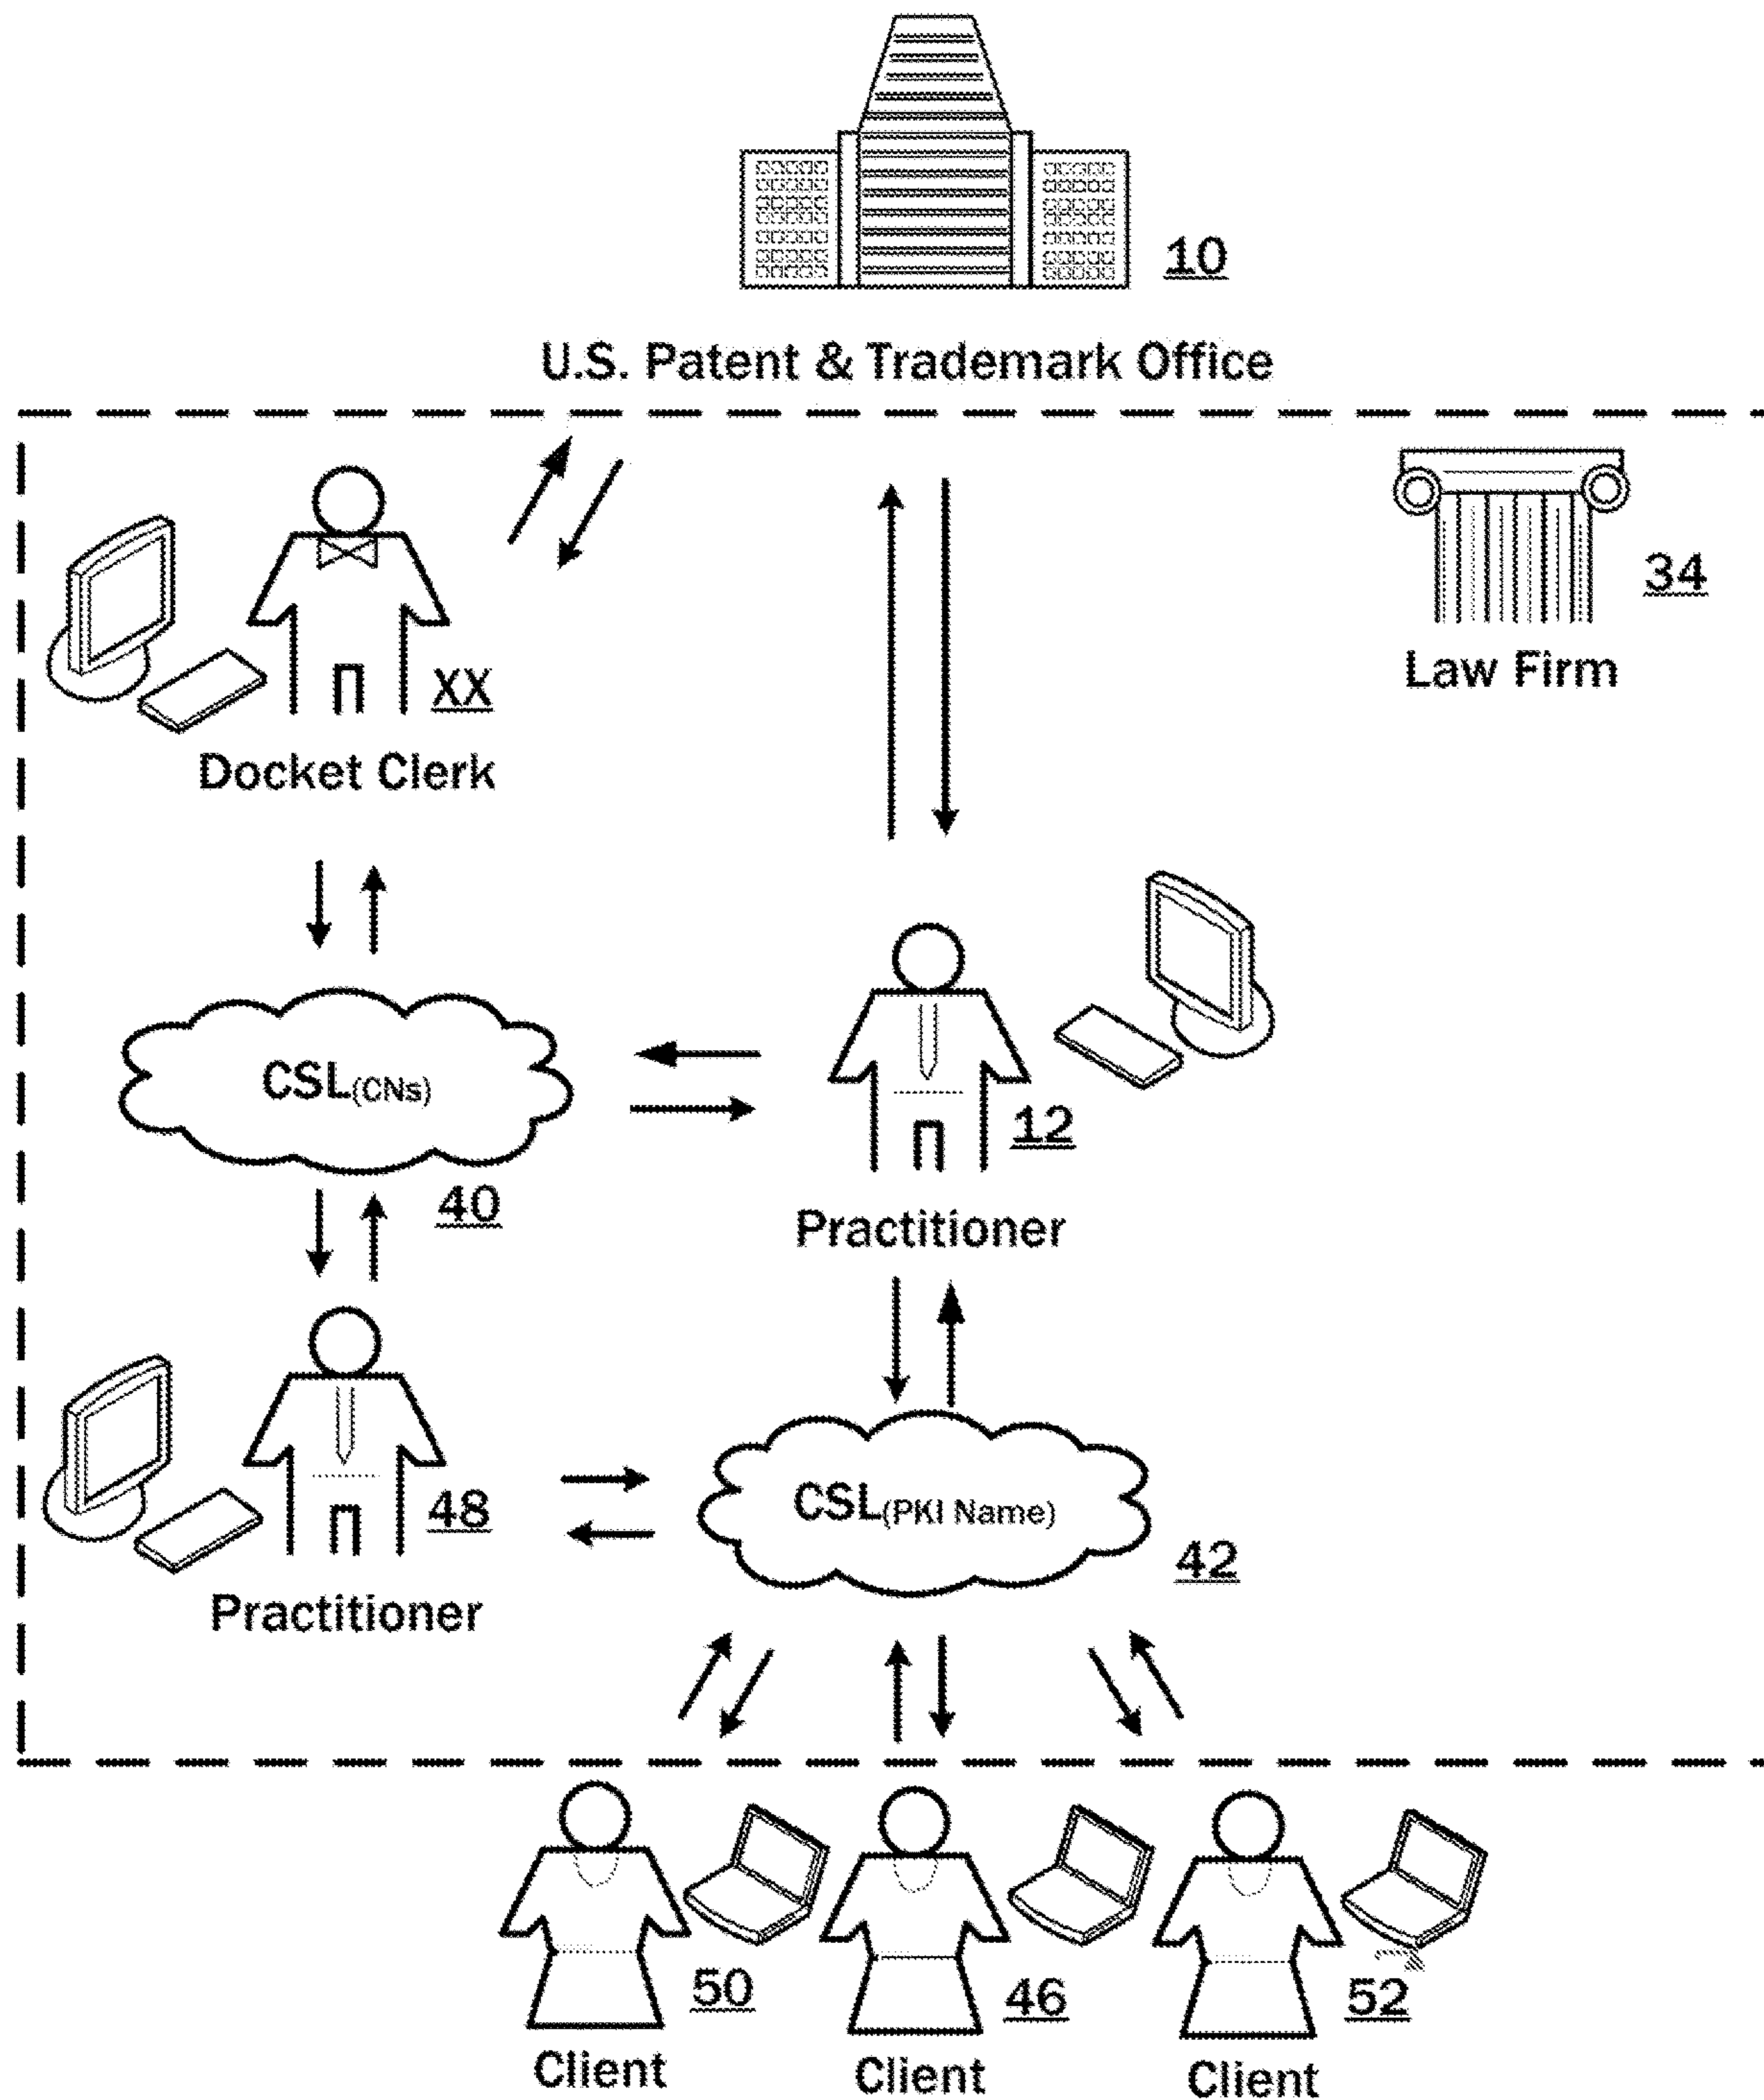 10
U.S. Patent & Trademark Office
34
Law Firm
XX
Docket Clerk
CSL(CNs)
12
40
Practitioner
CSL(PKI Name)
48
42
Practitioner
50
46
52
Client
Client
Client